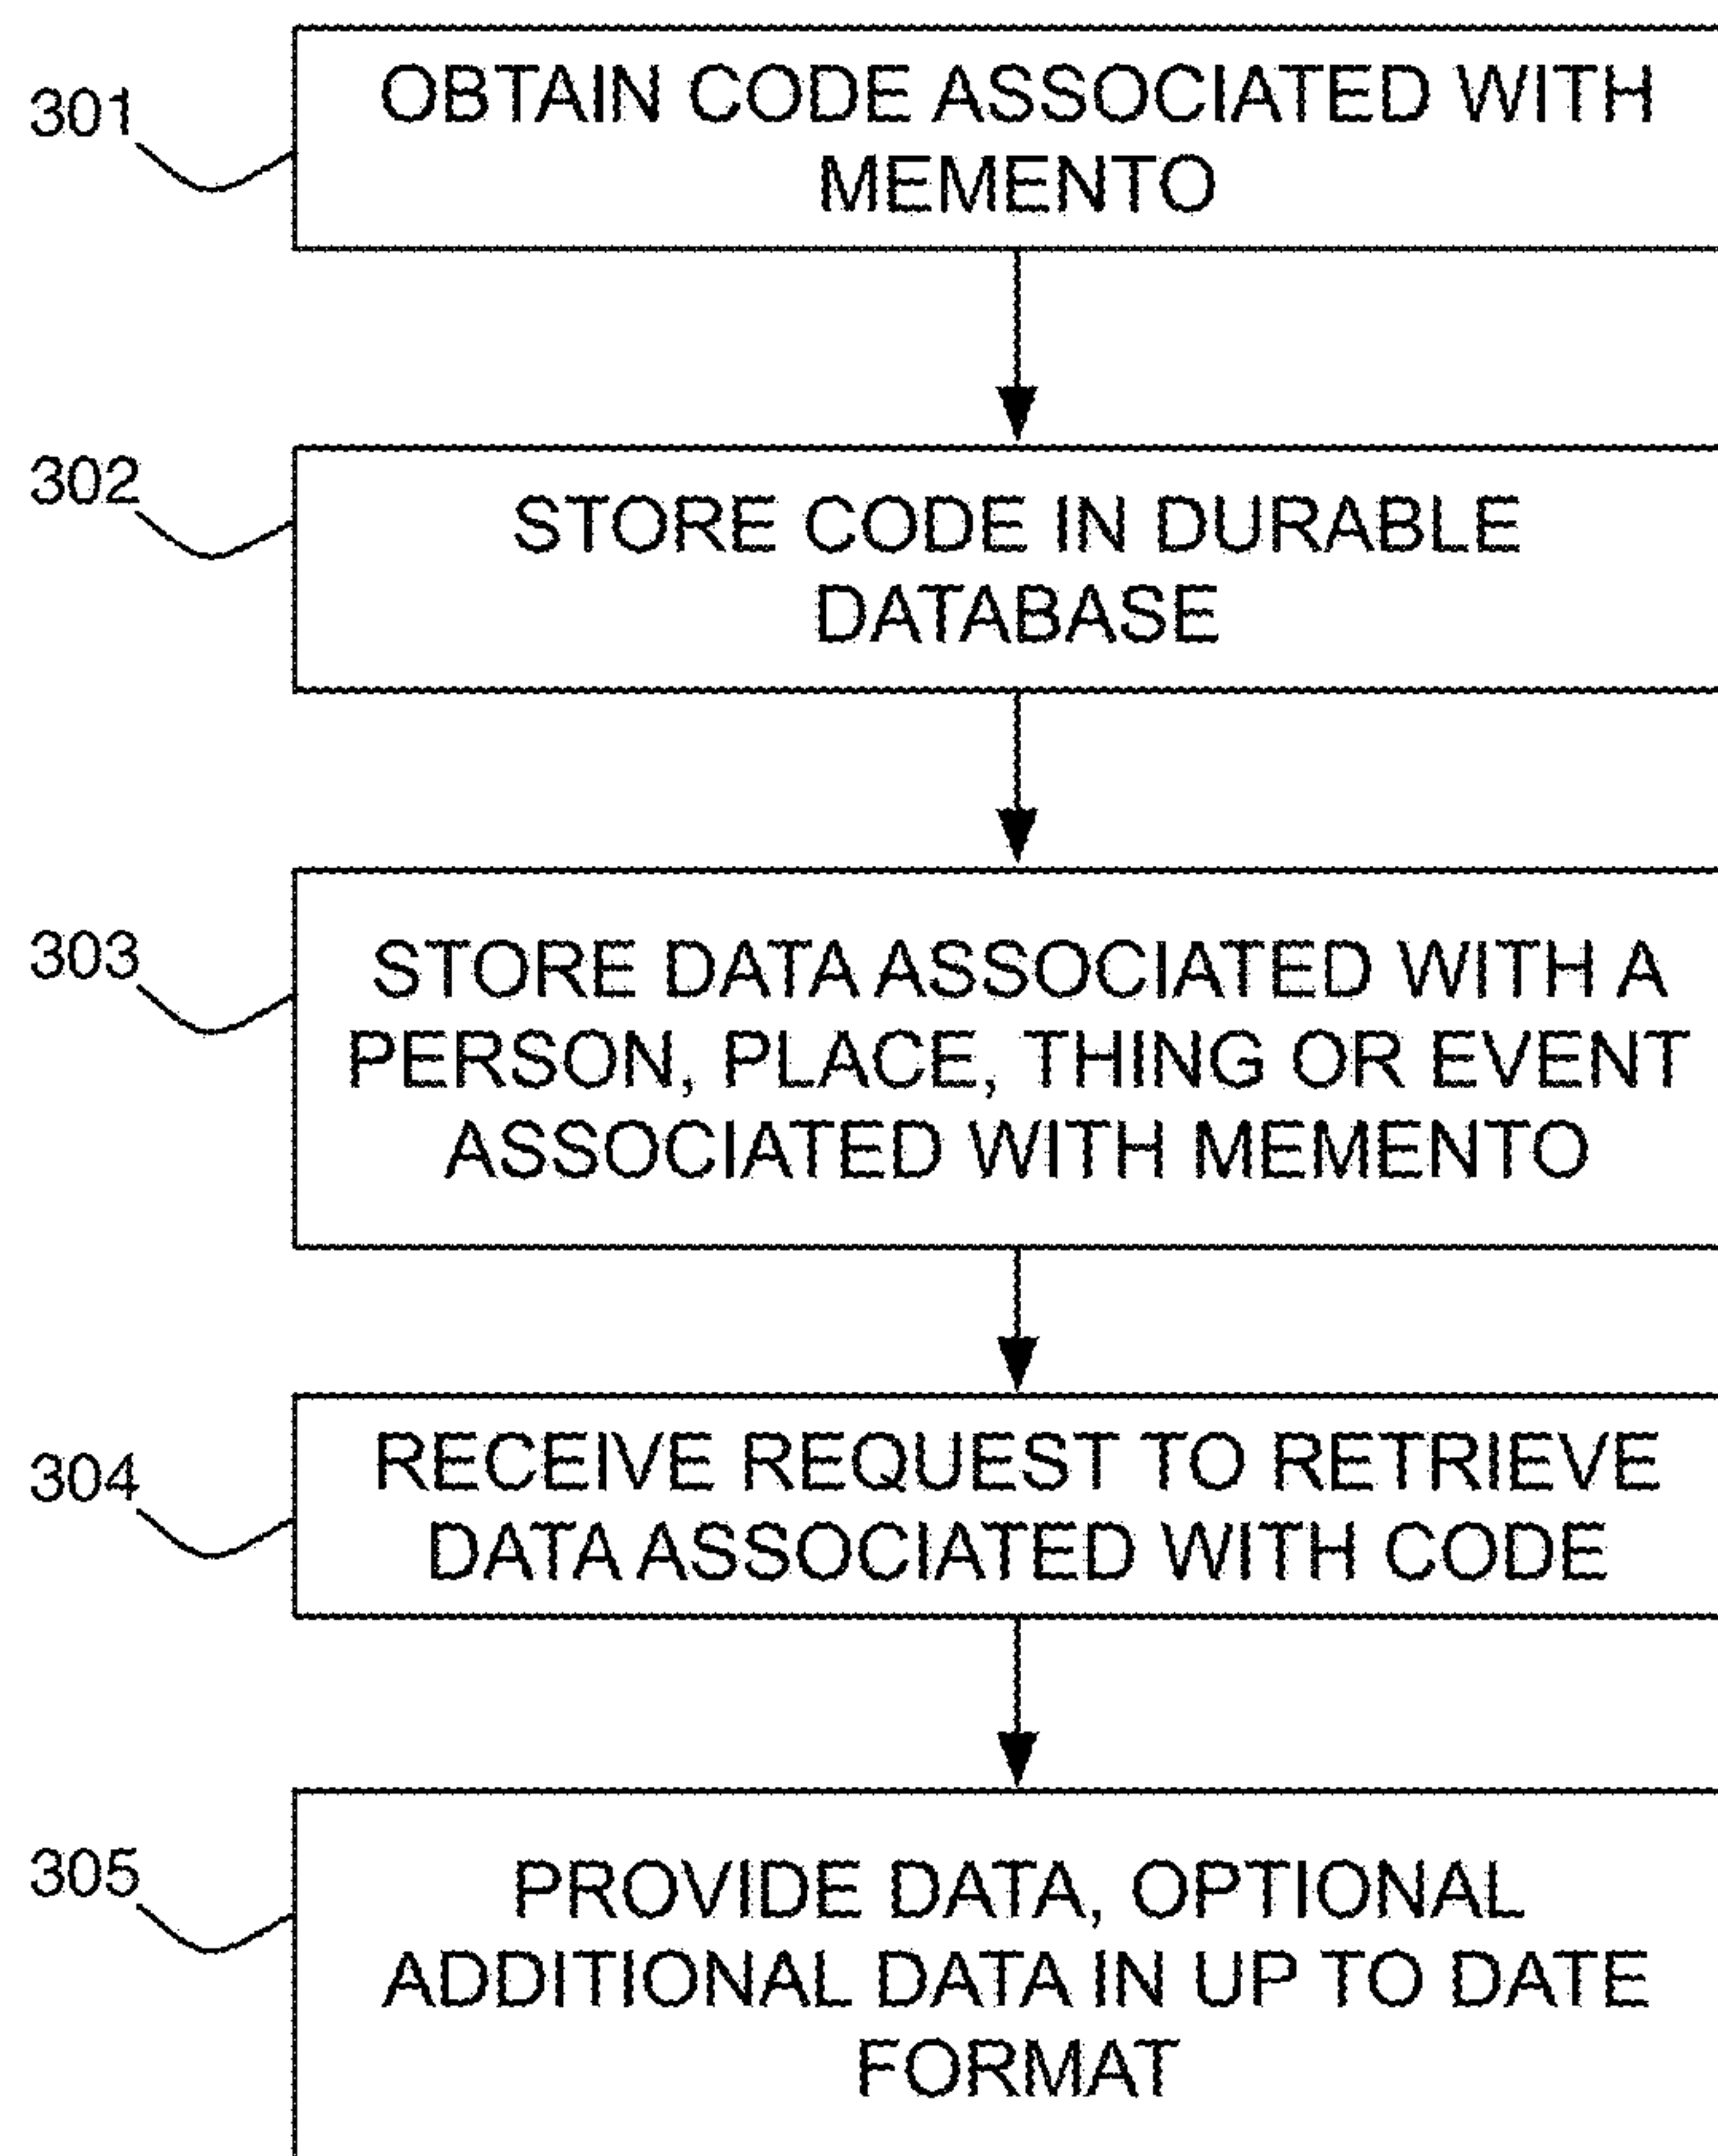 301
OBTAIN CODE ASSOCIATED WITH
MEMENTO
302
STORE CODE IN DURABLE
DATABASE
303
STORE DATA ASSOCIATED WITH A
PERSON, PLACE, THING OR EVENT
ASSOCIATED WITH MEMENTO
304
RECEIVE REQUEST TO RETRIEVE
DATA ASSOCIATED WITH CODE
305
PROVIDE DATA, OPTIONAL
ADDITIONAL DATA IN UP TO DATE
FORMAT